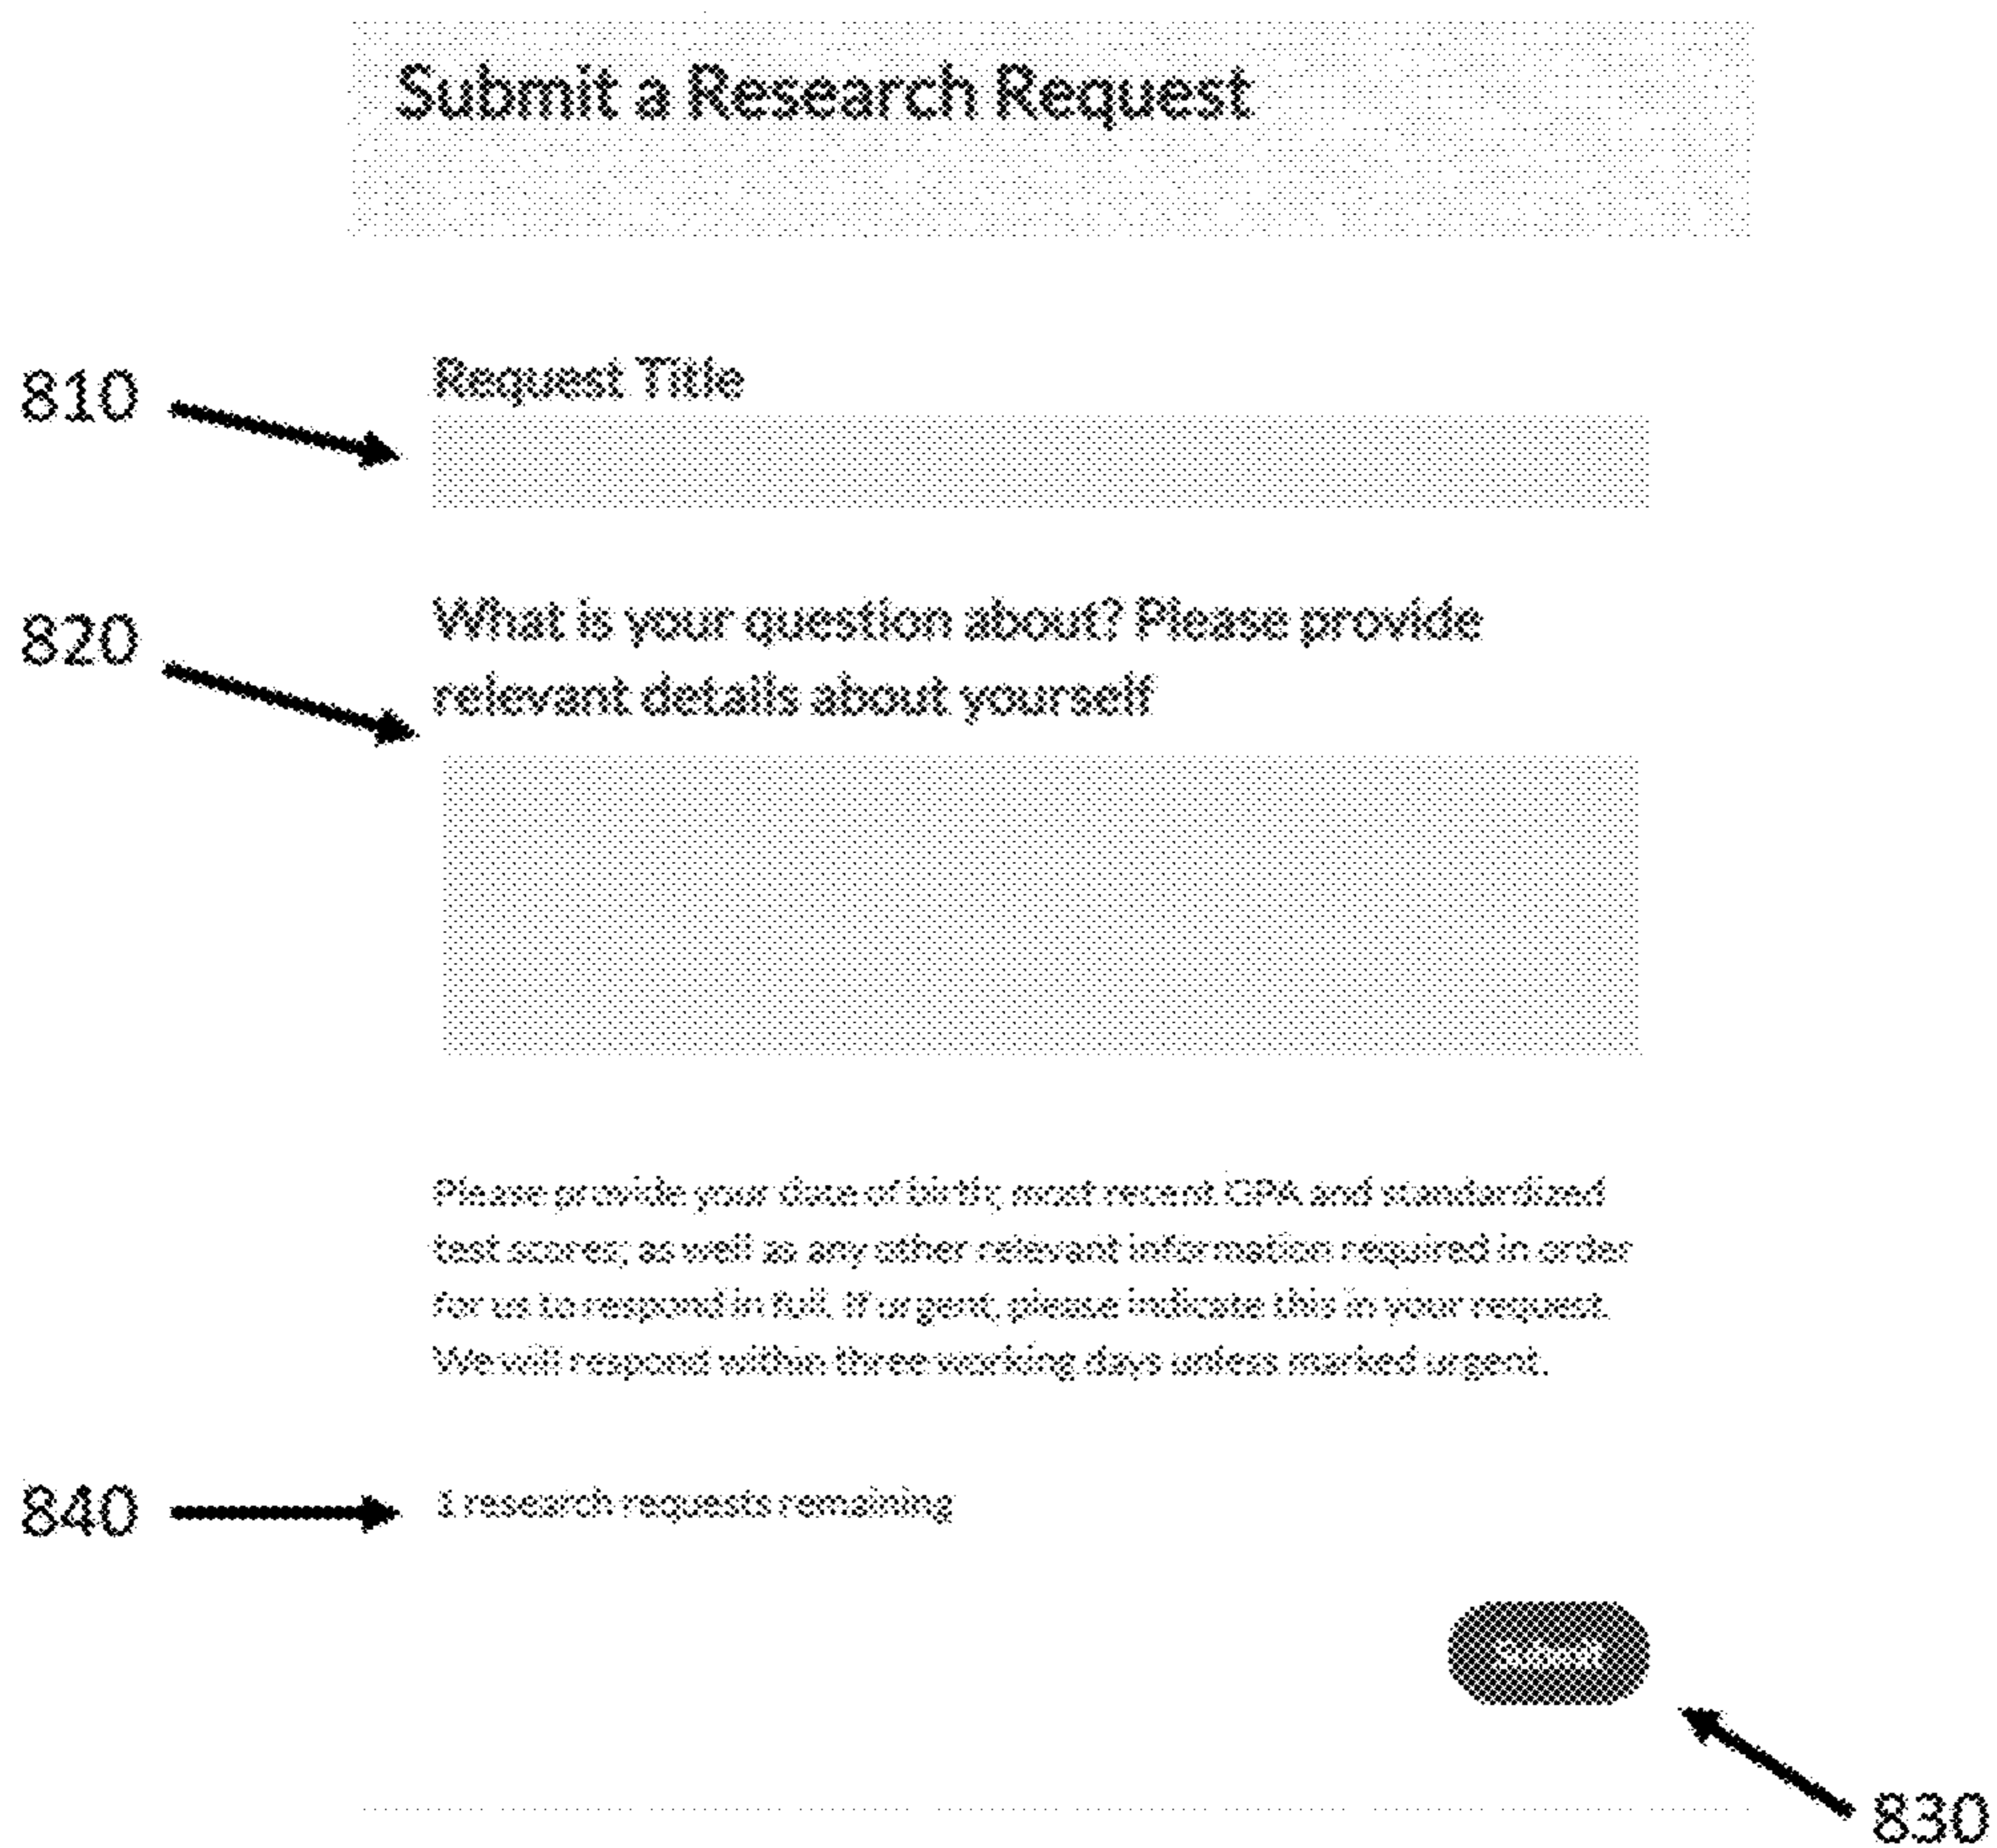 Submit a Research Request
810
Request Title
820
What is your question about? Please provide
relevant details about yourself
Please provide your date of birth, most recent GPA and standardized
test scores, as well as any other relevant information required in order
for us to respond in full. If urgent, please indicate this in your request.
We will respond within three working days unless marked urgent.
840
1 research requests remaining
Submit
830